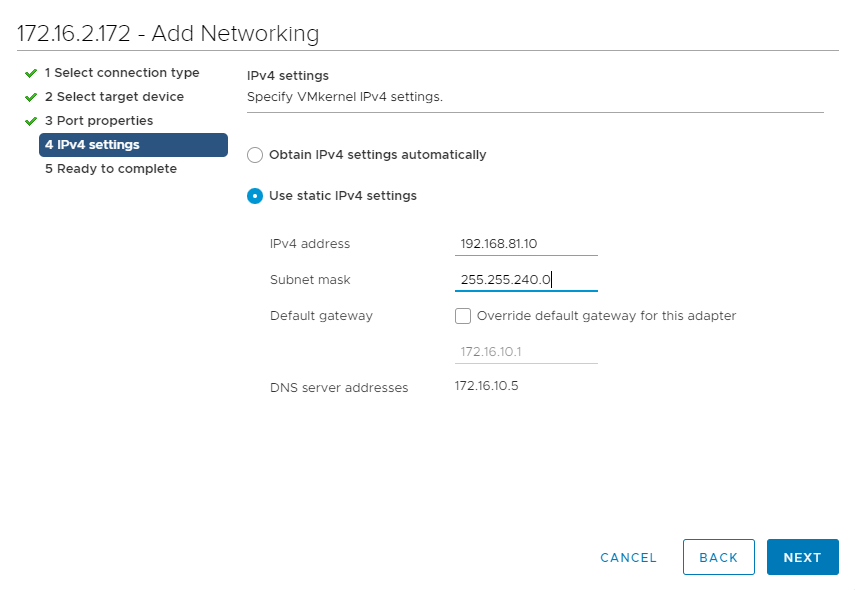 172.16.2.172 - Add Networking
1 Select connection type
2 Select target device
3 Port properties
4 IPv4 settings
5 Ready to complete
IPv4 settings
Specify VMkernel IPv4 settings.
Obtain IPv4 settings automatically
Use static IPv4 settings
IPv4 address 192.168.81.10
Subnet mask 255.255.240.0
Default gateway Override default gateway for this adapter
172.16.10.1
DNS server addresses 172.16.10.5
CANCEL BACK NEXT